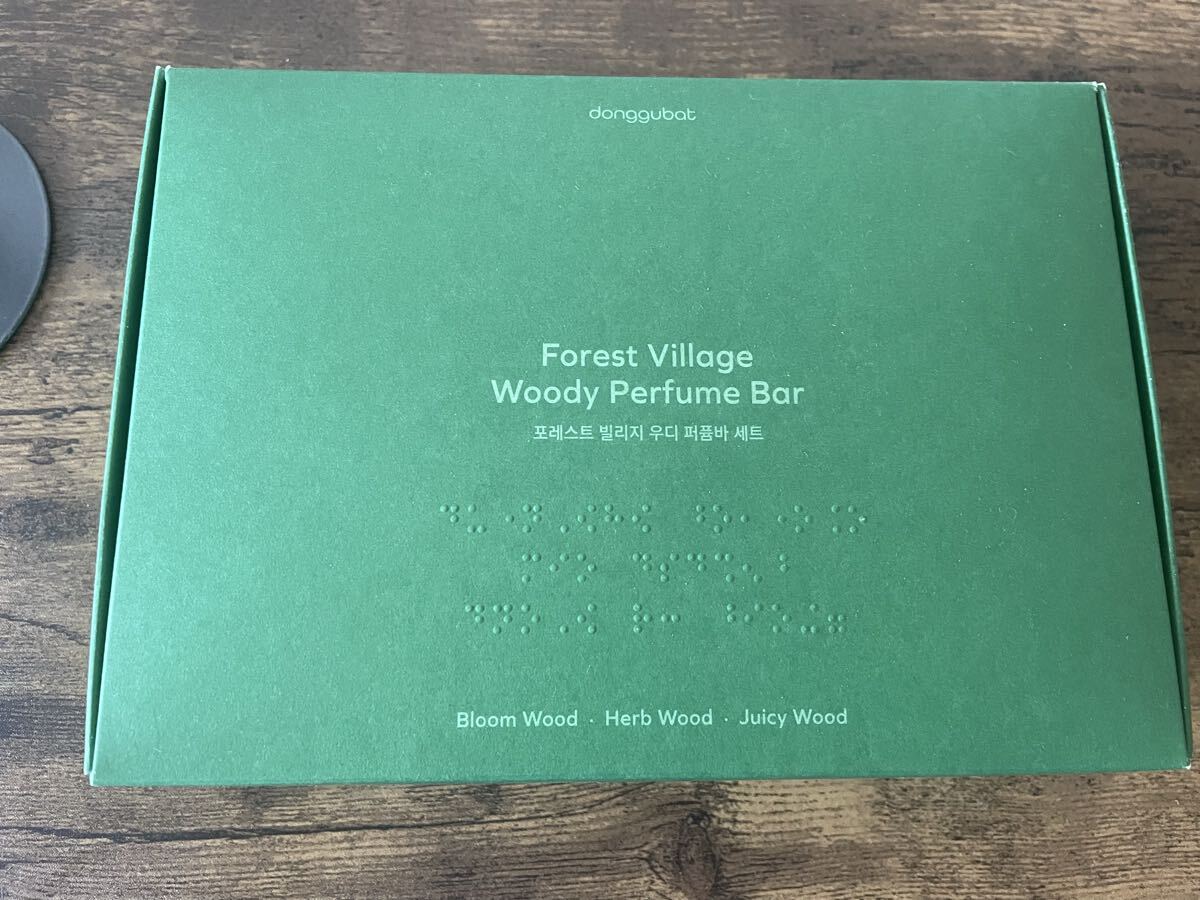 donggubat
Forest Village
Woody Perfume Bar
포레스트 빌리지 우디 퍼퓸바 세트
Bloom Wood · Herb Wood · Juicy Wood